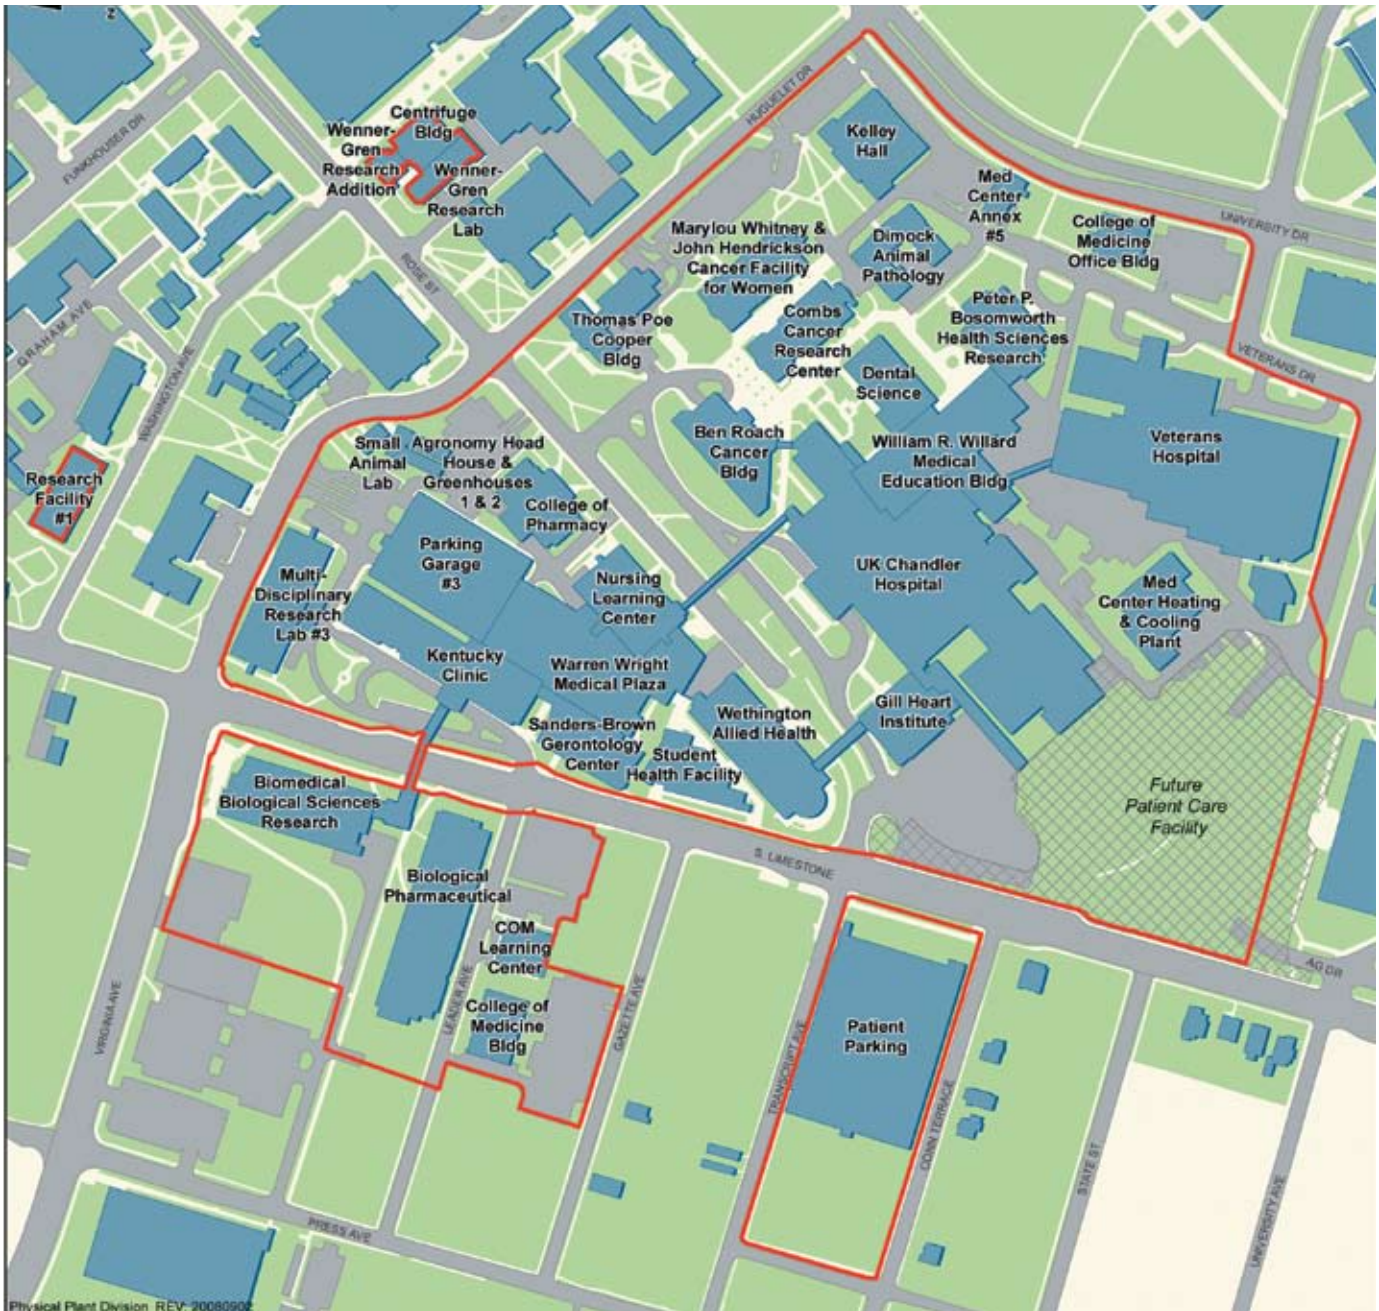 z
HUGUELET DR
FUNKHOUSER DR
Centrifuge
Bldg
Wenner-
Gren
Research
Addition
Wenner-
Gren
Research
Lab
Kelley
Hall
Med
Center
Annex
#5
College of
Medicine
Office Bldg
UNIVERSITY DR
Marylou Whitney &
John Hendrickson
Cancer Facility
for Women
Dimock
Animal
Pathology
ROSE ST
GRAHAM AVE
WASHINGTON AVE
Thomas Poe
Cooper
Bldg
Combs
Cancer
Research
Center
Peter P.
Bosomworth
Health Sciences
Research
VETERANS DR
Dental
Science
Research
Facility
#1
Small
Animal
Lab
Agronomy Head
House &
Greenhouses
1 & 2
College of
Pharmacy
Ben Roach
Cancer
Bldg
William R. Willard
Medical
Education Bldg
Veterans
Hospital
Parking
Garage
#3
Multi-
Disciplinary
Research
Lab #3
Nursing
Learning
Center
UK Chandler
Hospital
Med
Center Heating
& Cooling
Plant
Kentucky
Clinic
Warren Wright
Medical Plaza
Gill Heart
Institute
Wethington
Allied Health
Sanders-Brown
Gerontology
Center
Student
Health Facility
Biomedical
Biological Sciences
Research
Future
Patient Care
Facility
S. LIMESTONE
Biological
Pharmaceutical
COM
Learning
Center
AG DR
VIRGINIA AVE
LEADER AVE
GAZETTE AVE
College of
Medicine
Bldg
Patient
Parking
TRANSCRIPT AVE
CONN TERRACE
STATE ST
UNIVERSITY AVE
PRESS AVE
Physical Plant Division REV: 20080902